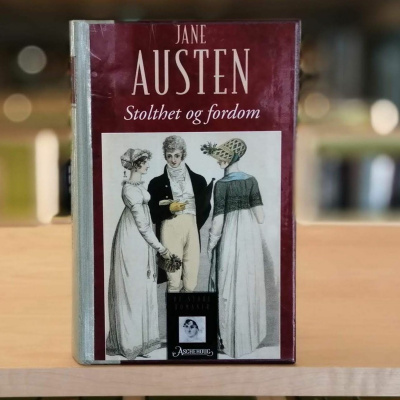 JANE
AUSTEN
Stolthet og fordom
ASCHEHOUG